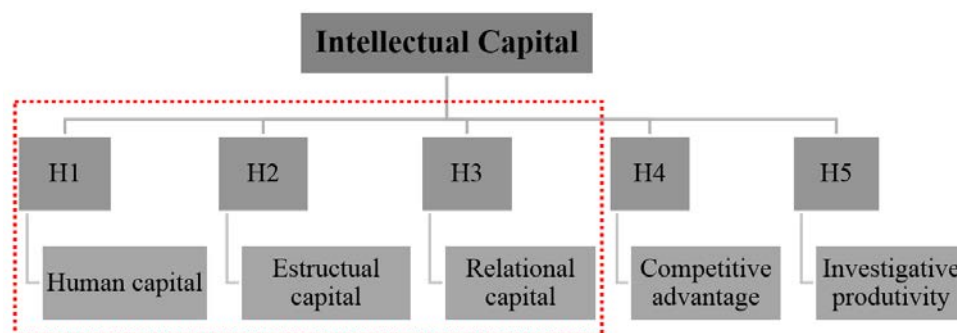 Intellectual Capital
H1
H2
H3
H4
H5
Human capital
Estructual
capital
Relational
capital
Competitive
advantage
Investigative
produtivity